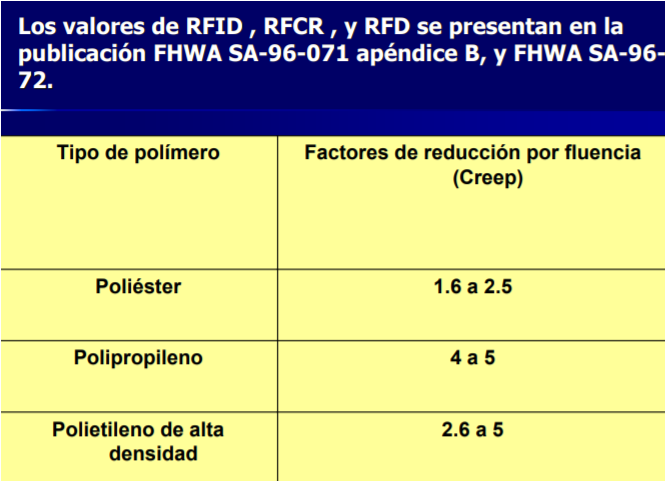 Los valores de RFID , RFCR , y RFD se presentan en la
publicación FHWA SA-96-071 apéndice B, y FHWA SA-96-
72.
Tipo de polímero
Factores de reducción por fluencia
(Creep)
Poliéster
1.6 a 2.5
Polipropileno
4 a 5
Polietileno de alta
densidad
2.6 a 5